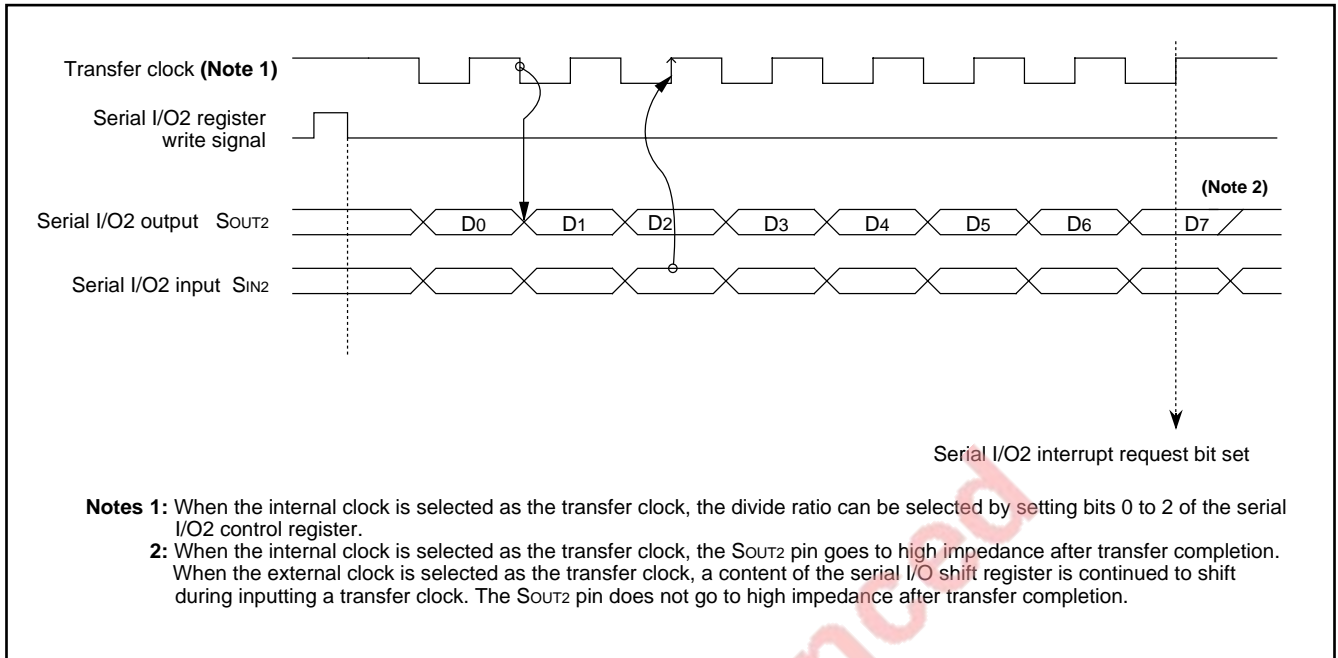 Transfer clock (Note 1)
Serial I/O2 register
write signal
(Note 2)
Serial I/O2 output SOUT2
D0 D1 D2 D3 D4 D5 D6 D7
Serial I/O2 input SIN2
Serial I/O2 interrupt request bit set
Notes 1: When the internal clock is selected as the transfer clock, the divide ratio can be selected by setting bits 0 to 2 of the serial
I/O2 control register.
2: When the internal clock is selected as the transfer clock, the SOUT2 pin goes to high impedance after transfer completion.
When the external clock is selected as the transfer clock, a content of the serial I/O shift register is continued to shift
during inputting a transfer clock. The SOUT2 pin does not go to high impedance after transfer completion.